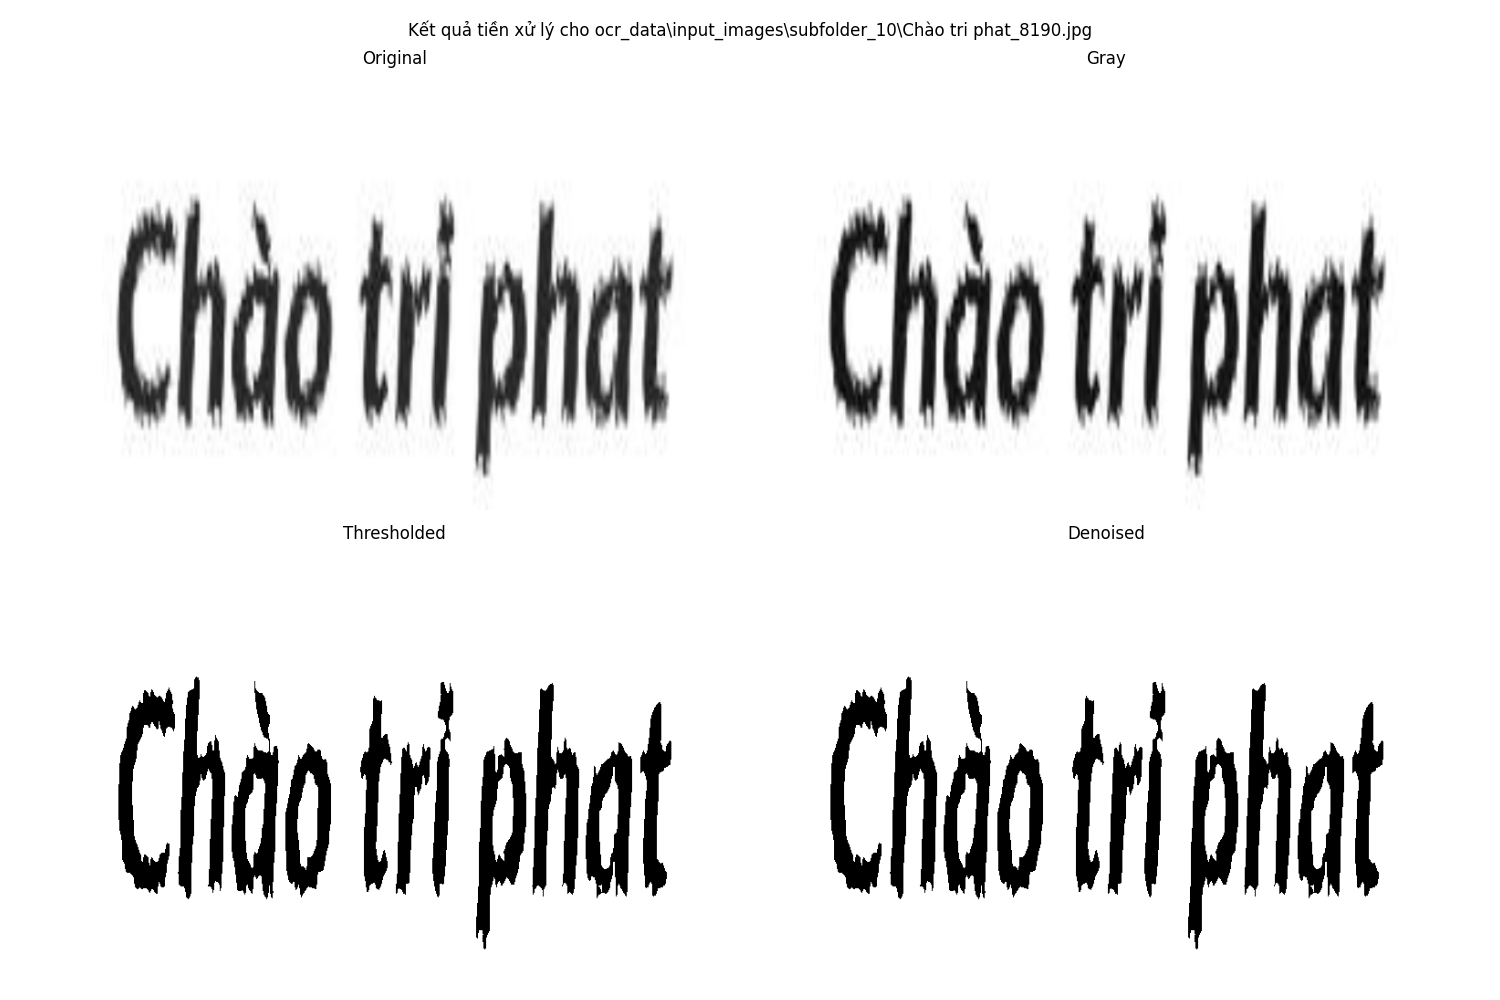 Kết quả tiền xử lý cho ocr_data\input_images\subfolder_10\Chào tri phat_8190.jpg
Original
Gray
Chào tri phat
Chào tri phat
Thresholded
Denoised
Chào tri phat
Chào tri phat